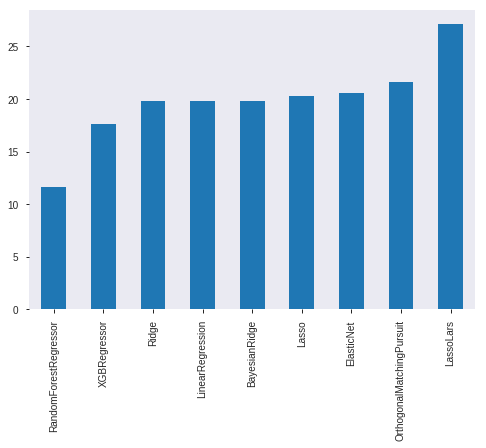 25
20
15
10
5
0
RandomForestRegressor
XGBRegressor
Ridge
LinearRegression
BayesianRidge
Lasso
ElasticNet
OrthogonalMatchingPursuit
LassoLars